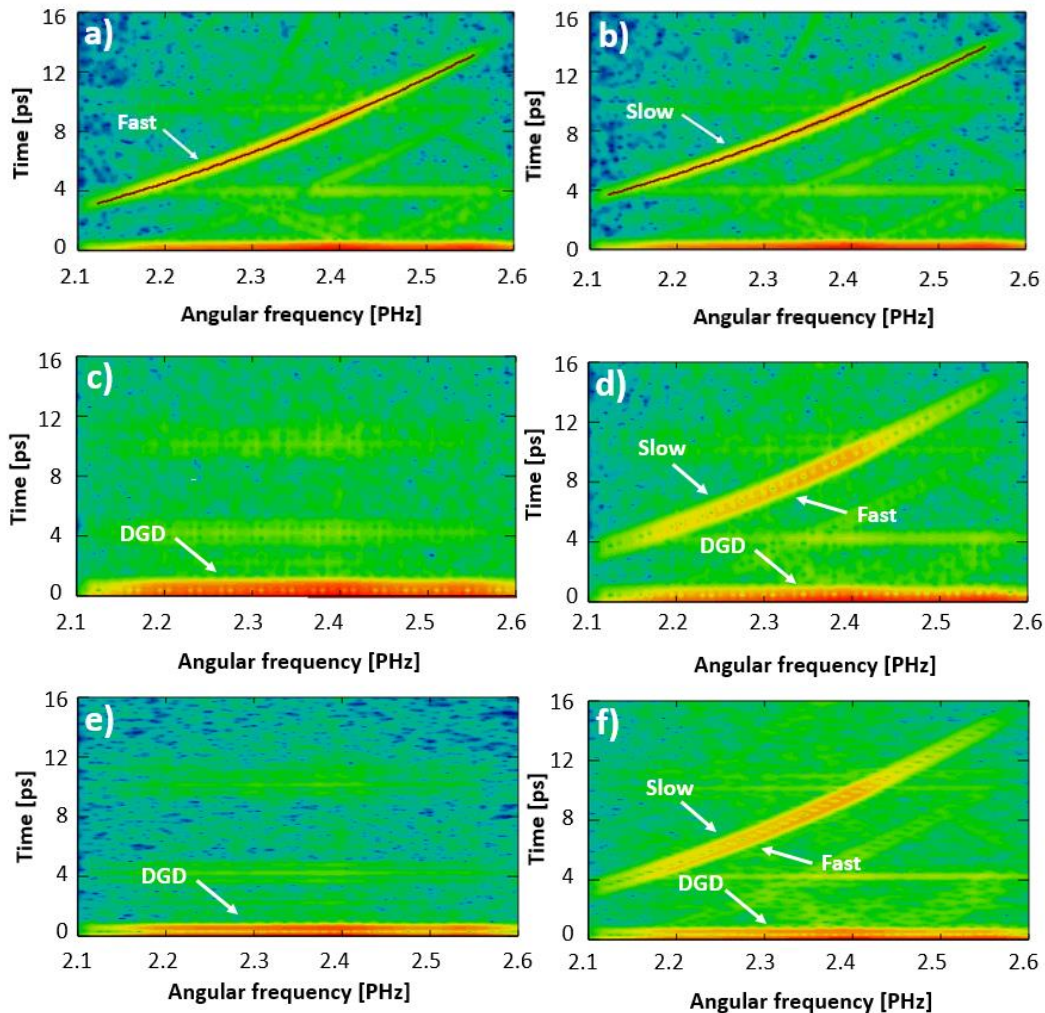 a)
Time [ps]
16
12
8
4
0
Fast
2.1 2.2 2.3 2.4 2.5 2.6
Angular frequency [PHz]
b)
Time [ps]
16
12
8
4
0
Slow
2.1 2.2 2.3 2.4 2.5 2.6
Angular frequency [PHz]
c)
Time [ps]
16
12
8
4
0
DGD
2.1 2.2 2.3 2.4 2.5 2.6
Angular frequency [PHz]
d)
Time [ps]
16
12
8
4
0
Slow
Fast
DGD
2.1 2.2 2.3 2.4 2.5 2.6
Angular frequency [PHz]
e)
Time [ps]
16
12
8
4
0
DGD
2.1 2.2 2.3 2.4 2.5 2.6
Angular frequency [PHz]
f)
Time [ps]
16
12
8
4
0
Slow
Fast
DGD
2.1 2.2 2.3 2.4 2.5 2.6
Angular frequency [PHz]